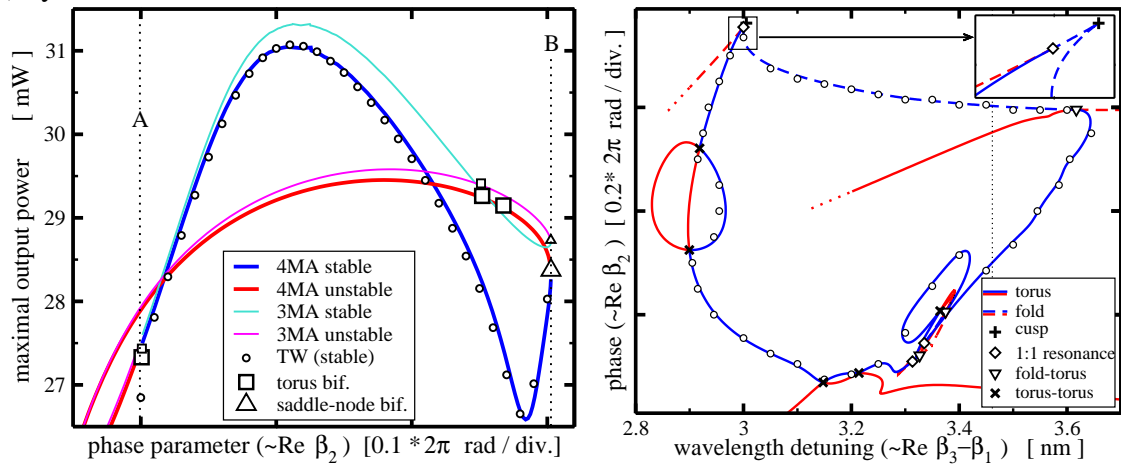 31
30
29
28
27
maximal output power [ mW ]
A
B
4MA stable
4MA unstable
3MA stable
3MA unstable
TW (stable)
torus bif.
saddle-node bif.
phase parameter (~Re β2) [0.1 * 2π rad / div.]
phase (~Re β2) [ 0.2* 2π rad / div. ]
torus
fold
cusp
1:1 resonance
fold-torus
torus-torus
2.8
3
3.2
3.4
3.6
wavelength detuning (~Re β3−β1) [ nm ]